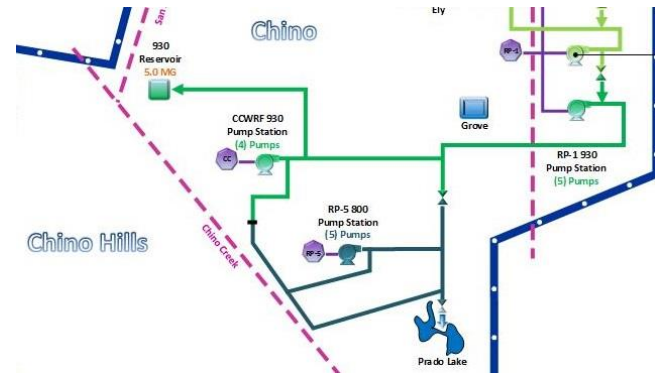 Ely
San
Chino
RP-1
930
Reservoir
5.0 MG
CCWRF 930
Pump Station
(4) Pumps
CC
Grove
RP-1 930
Pump Station
(5) Pumps
RP-5 800
Pump Station
(5) Pumps
RP-5
Chino Hills
Chino Creek
Prado Lake